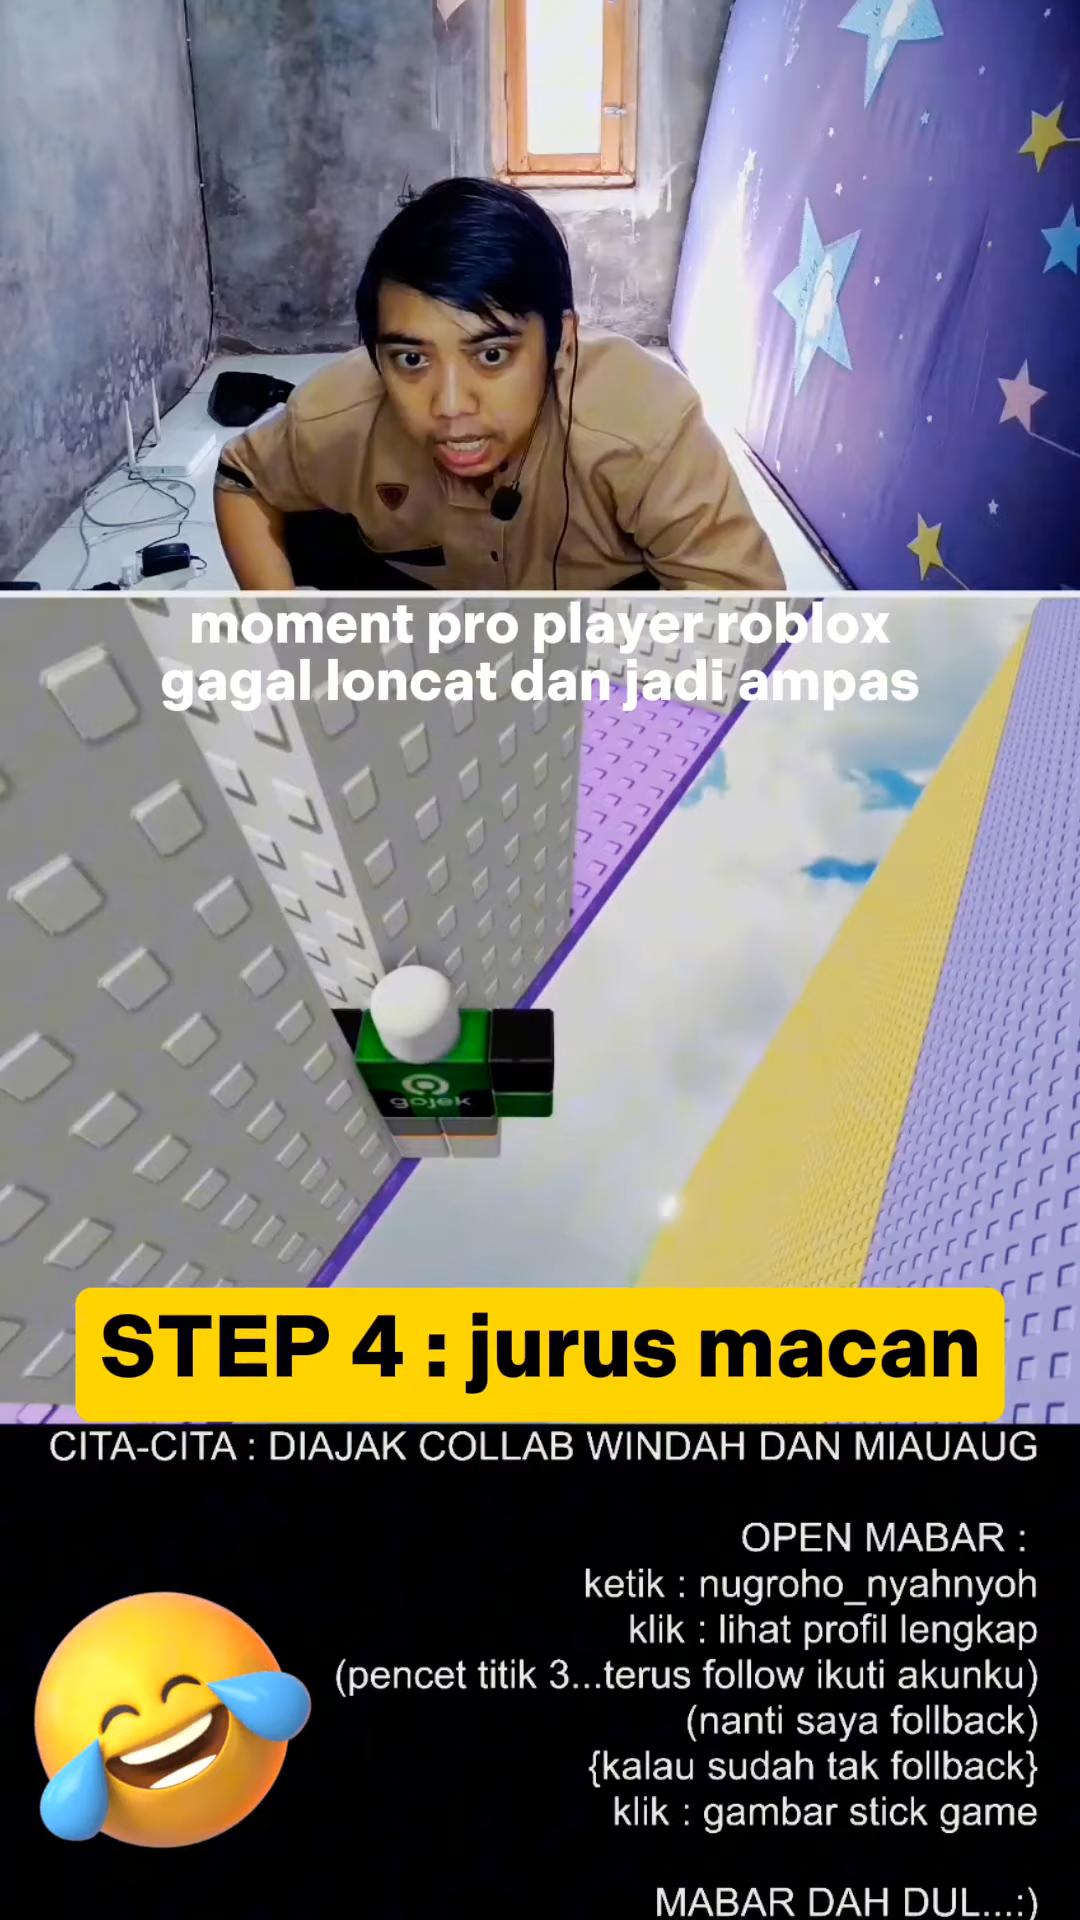 moment pro player roblox
gagal loncat dan jadi ampas
gojek
STEP 4 : jurus macan
CITA-CITA : DIAJAK COLLAB WINDAH DAN MIAUAUG
OPEN MABAR :
ketik : nugroho_nyahnyoh
klik : lihat profil lengkap
(pencet titik 3...terus follow ikuti akunku)
(nanti saya follback)
{kalau sudah tak follback}
klik : gambar stick game
MABAR DAH DUL...:)